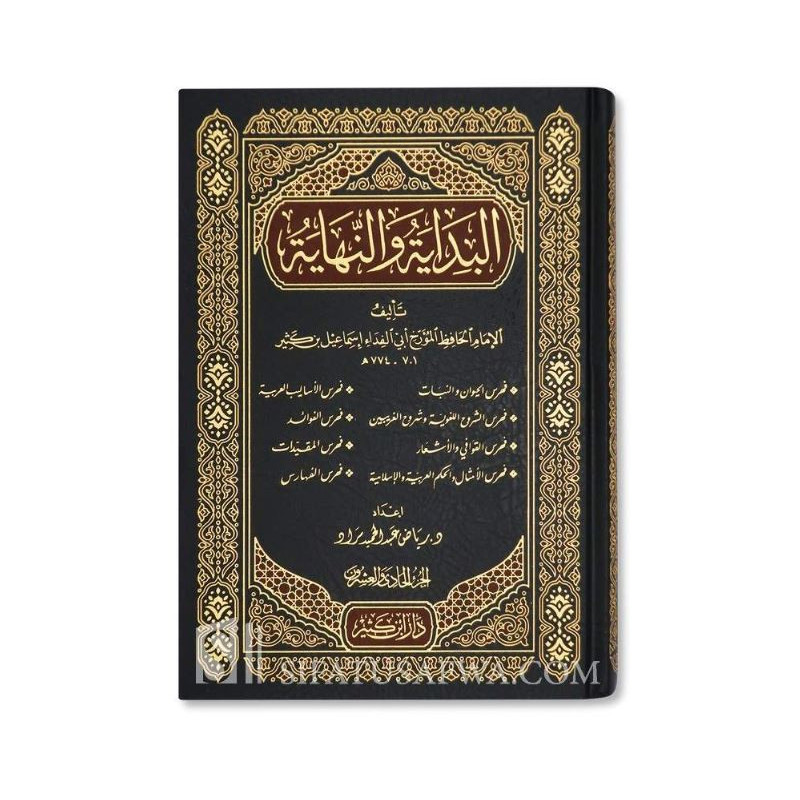 البداية والنهاية
تأليف
الإمام الحافظ المؤرخ أبي الفداء إسماعيل بن كثير
٧٠١ - ٧٧٤ هـ
فهرس الحيوان والنبات
فهرس الأساليب العربية
فهرس الشروح اللغوية وشروح الغريبين
فهرس الفوائد
فهرس القوافي والأشعار
فهرس المقيدات
فهرس الأمثال والحكم العربية والإسلامية
فهرس الفهارس
إعداد
د. رياض عبد الحميد مراد
الجزء الحادي والعشرون
دار ابن كثير
SIFATUSAFWA.COM